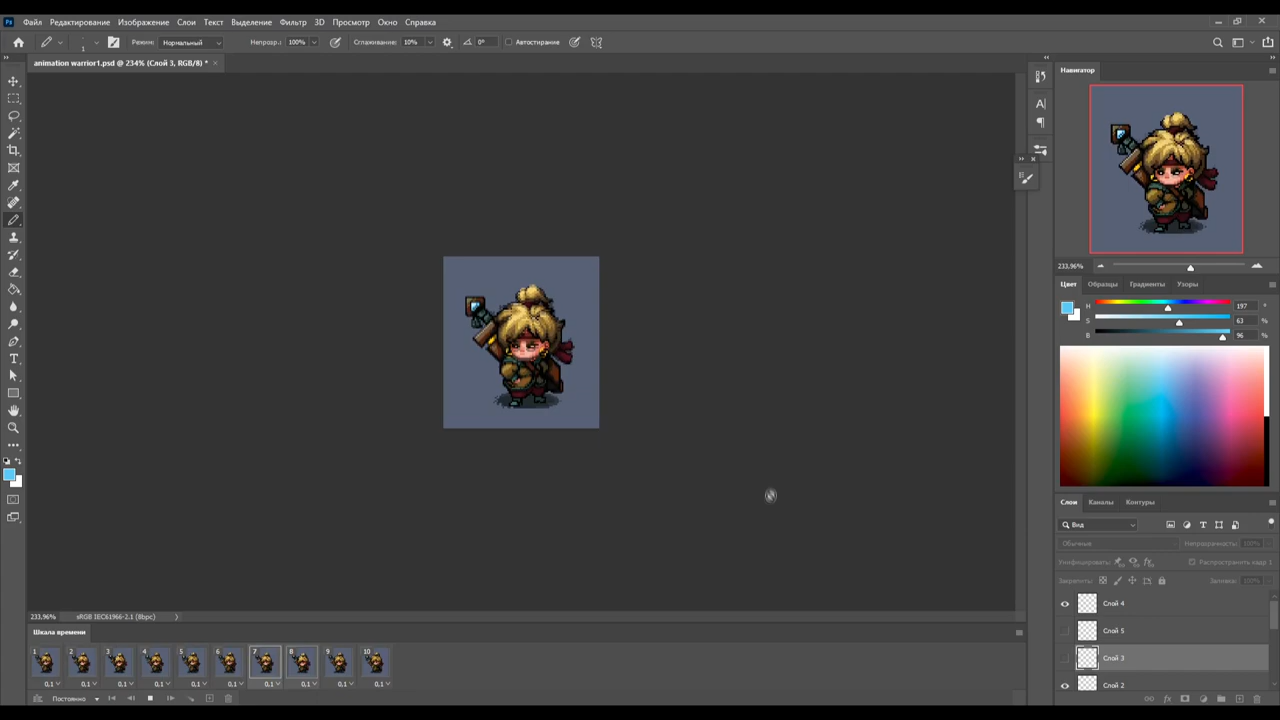 Ps Файл Редактирование Изображение Слои Текст Выделение Фильтр 3D Просмотр Окно Справка
1 Режим: Нормальный Непрозр.: 100% Сглаживание: 10% 0° Автостирание
animation warrior1.psd @ 234% (Слой 3, RGB/8) * ×
Навигатор
233,96%
Цвет Образцы Градиенты Узоры
H 197 °
S 63 %
B 96 %
Слои Каналы Контуры
Вид
Обычные Непрозрачность: 100%
Унифицировать: Распространить кадр 1
Закрепить: Заливка: 100%
Слой 4
Слой 5
Слой 3
Слой 2
233,96% sRGB IEC61966-2.1 (8bpc)
Шкала времени
1 2 3 4 5 6 7 8 9 10
0,1 0,1 0,1 0,1 0,1 0,1 0,1 0,1 0,1 0,1
Постоянно